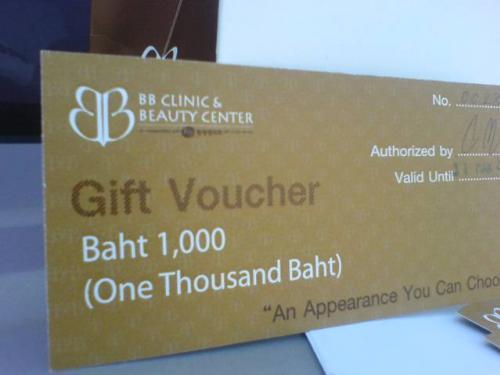 BB CLINIC &
BEAUTY CENTER
No.
Authorized by
Valid Until
Gift Voucher
Baht 1,000
(One Thousand Baht)
"An Appearance You Can Choo